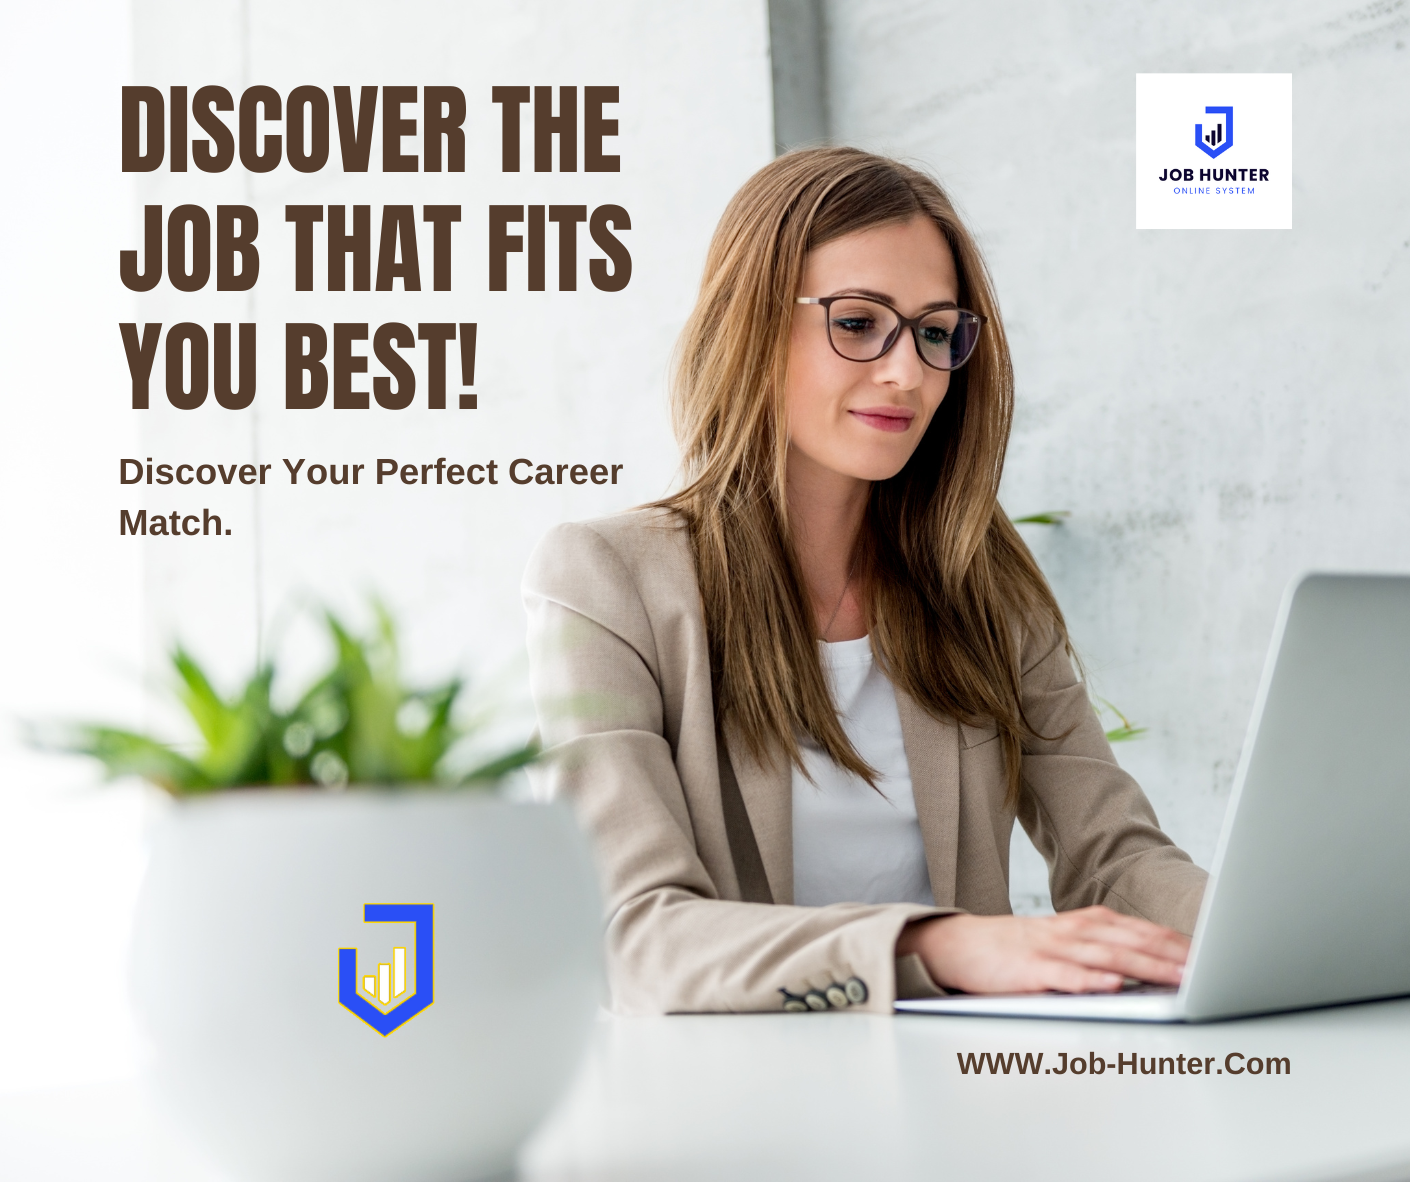 DISCOVER THE
JOB THAT FITS
YOU BEST!
Discover Your Perfect Career
Match.
JOB HUNTER
ONLINE SYSTEM
WWW.Job-Hunter.Com